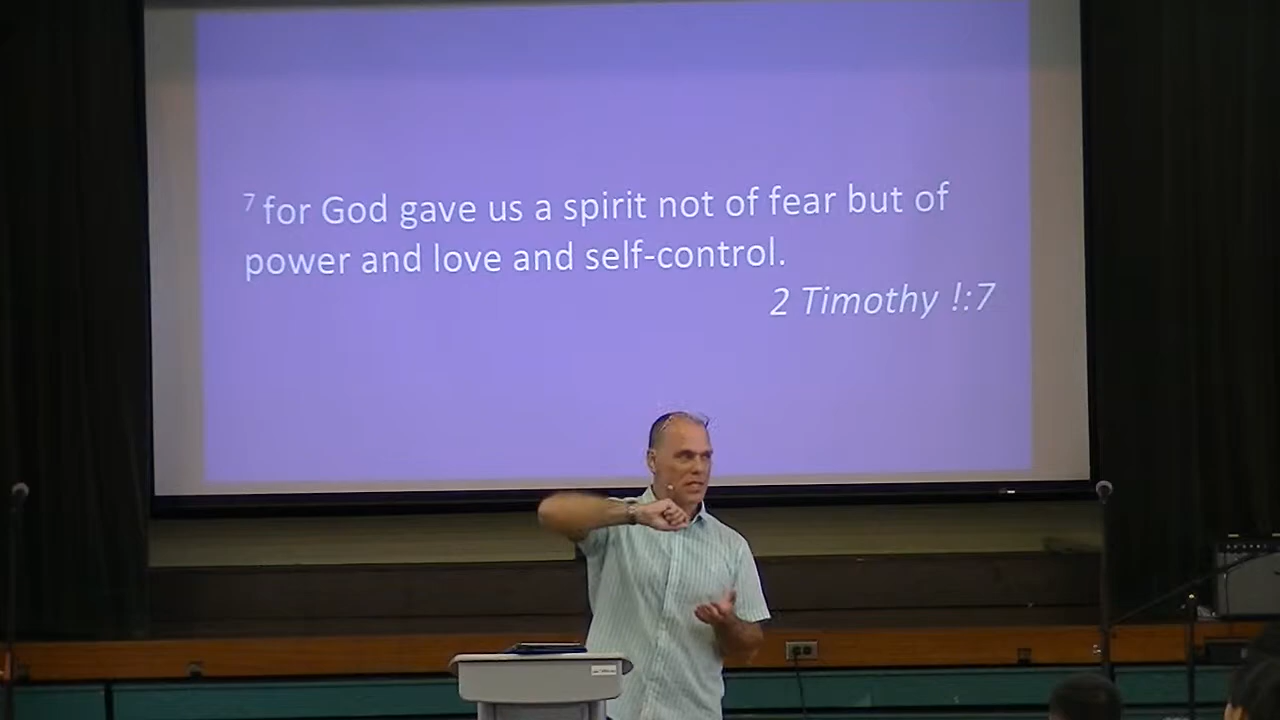 7 for God gave us a spirit not of fear but of
power and love and self-control.
2 Timothy !:7